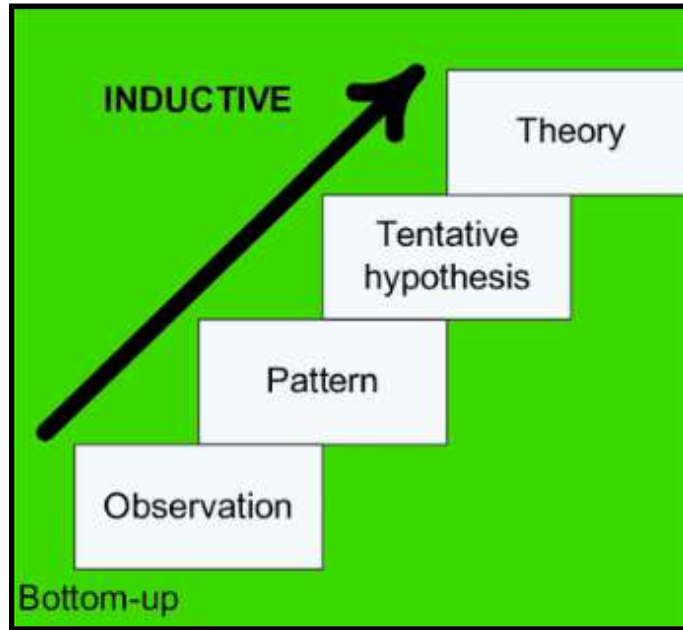 INDUCTIVE
Theory
Tentative
hypothesis
Pattern
Observation
Bottom-up